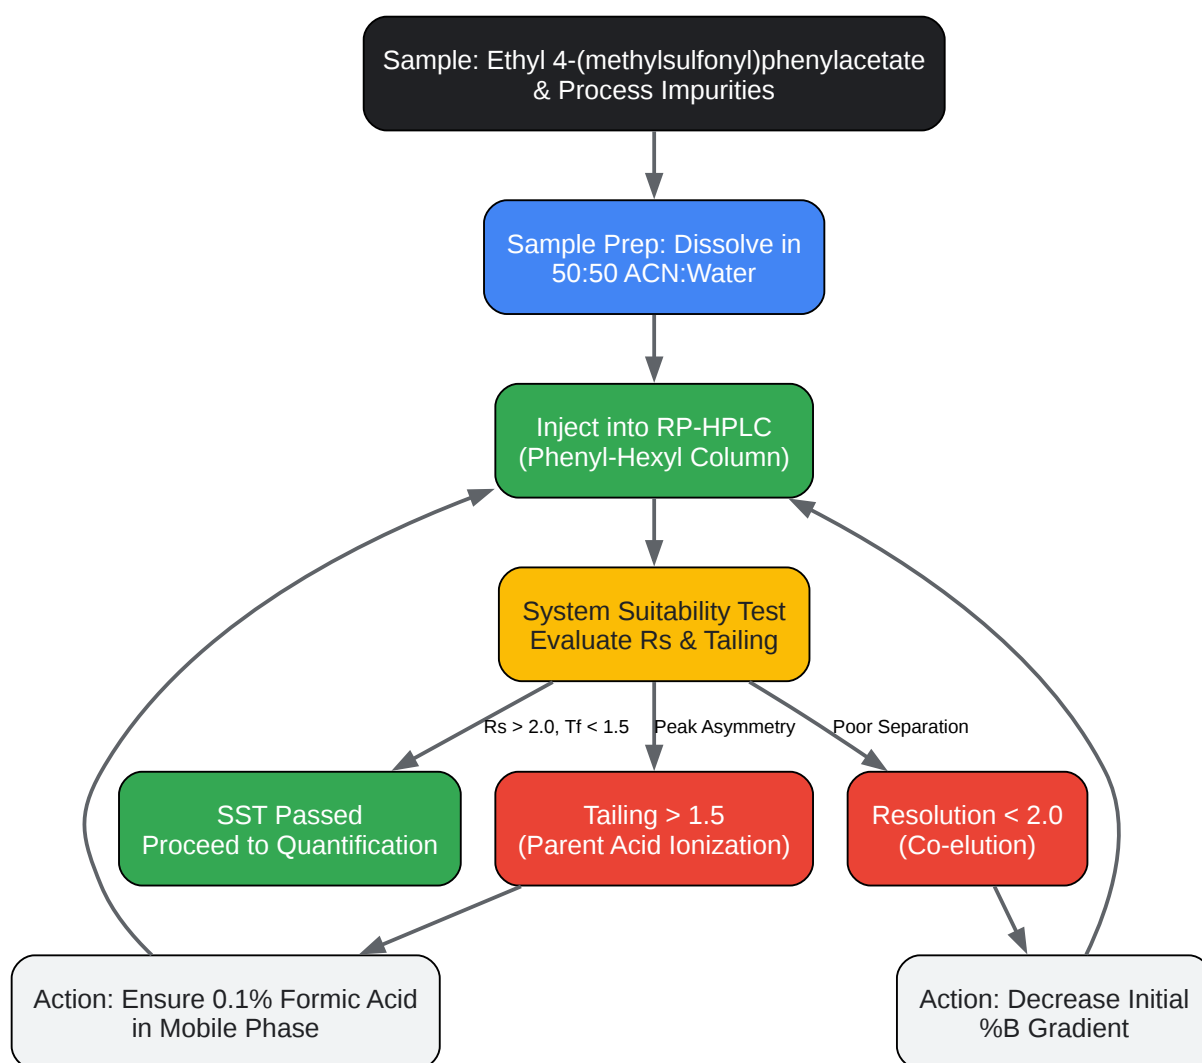 Sample: Ethyl 4-(methylsulfonyl)phenylacetate
& Process Impurities
Sample Prep: Dissolve in
50:50 ACN:Water
Inject into RP-HPLC
(Phenyl-Hexyl Column)
System Suitability Test
Evaluate Rs & Tailing
Rs > 2.0, Tf < 1.5
Peak Asymmetry
Poor Separation
SST Passed
Proceed to Quantification
Tailing > 1.5
(Parent Acid Ionization)
Resolution < 2.0
(Co-elution)
Action: Ensure 0.1% Formic Acid
in Mobile Phase
Action: Decrease Initial
%B Gradient